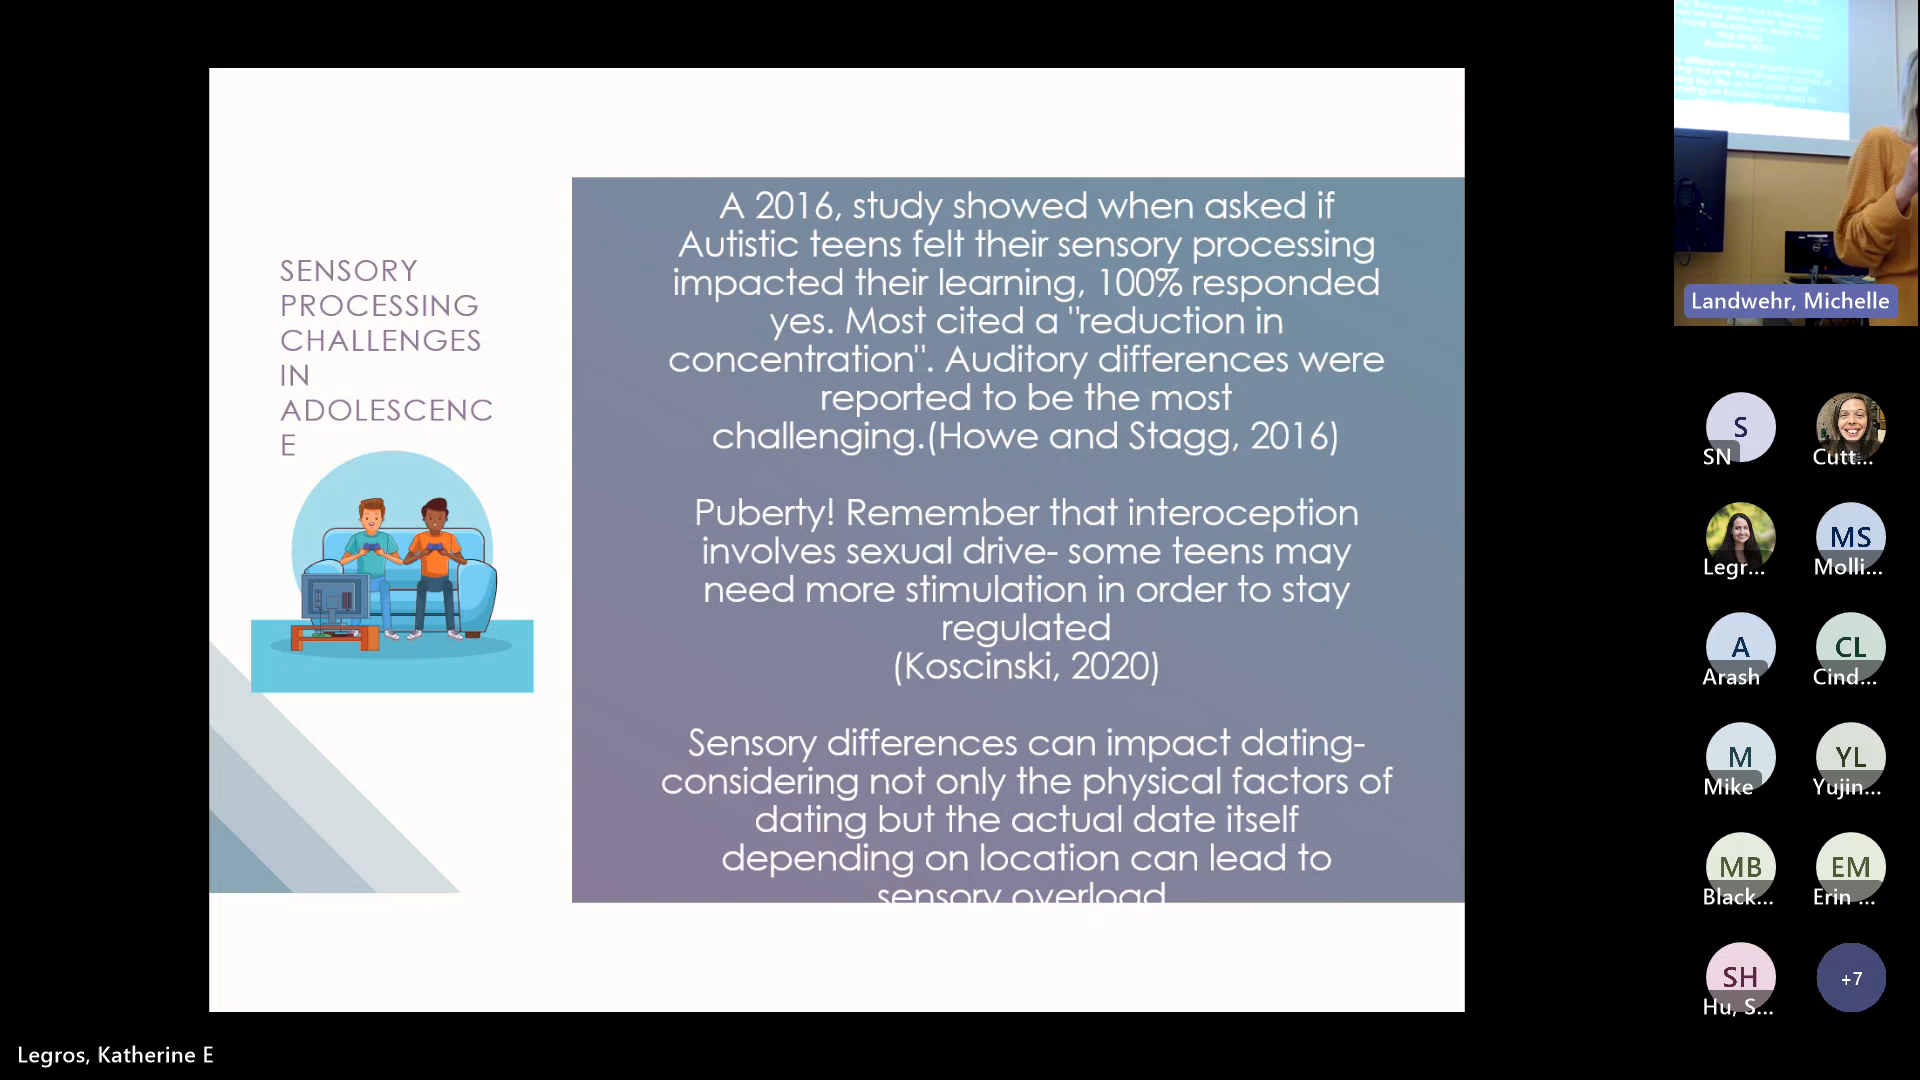 SENSORY
PROCESSING
CHALLENGES
IN
ADOLESCENC
E
A 2016, study showed when asked if
Autistic teens felt their sensory processing
impacted their learning, 100% responded
yes. Most cited a "reduction in
concentration". Auditory differences were
reported to be the most
challenging.(Howe and Stagg, 2016)
Puberty! Remember that interoception
involves sexual drive- some teens may
need more stimulation in order to stay
regulated
(Koscinski, 2020)
Sensory differences can impact dating-
considering not only the physical factors of
dating but the actual date itself
depending on location can lead to
sensory overload
Landwehr, Michelle
S
SN
Cutt...
Legr...
MS
Molli...
A
Arash
CL
Cind...
M
Mike
YL
Yujin...
MB
Black...
EM
Erin ...
SH
Hu, S...
+7
Legros, Katherine E